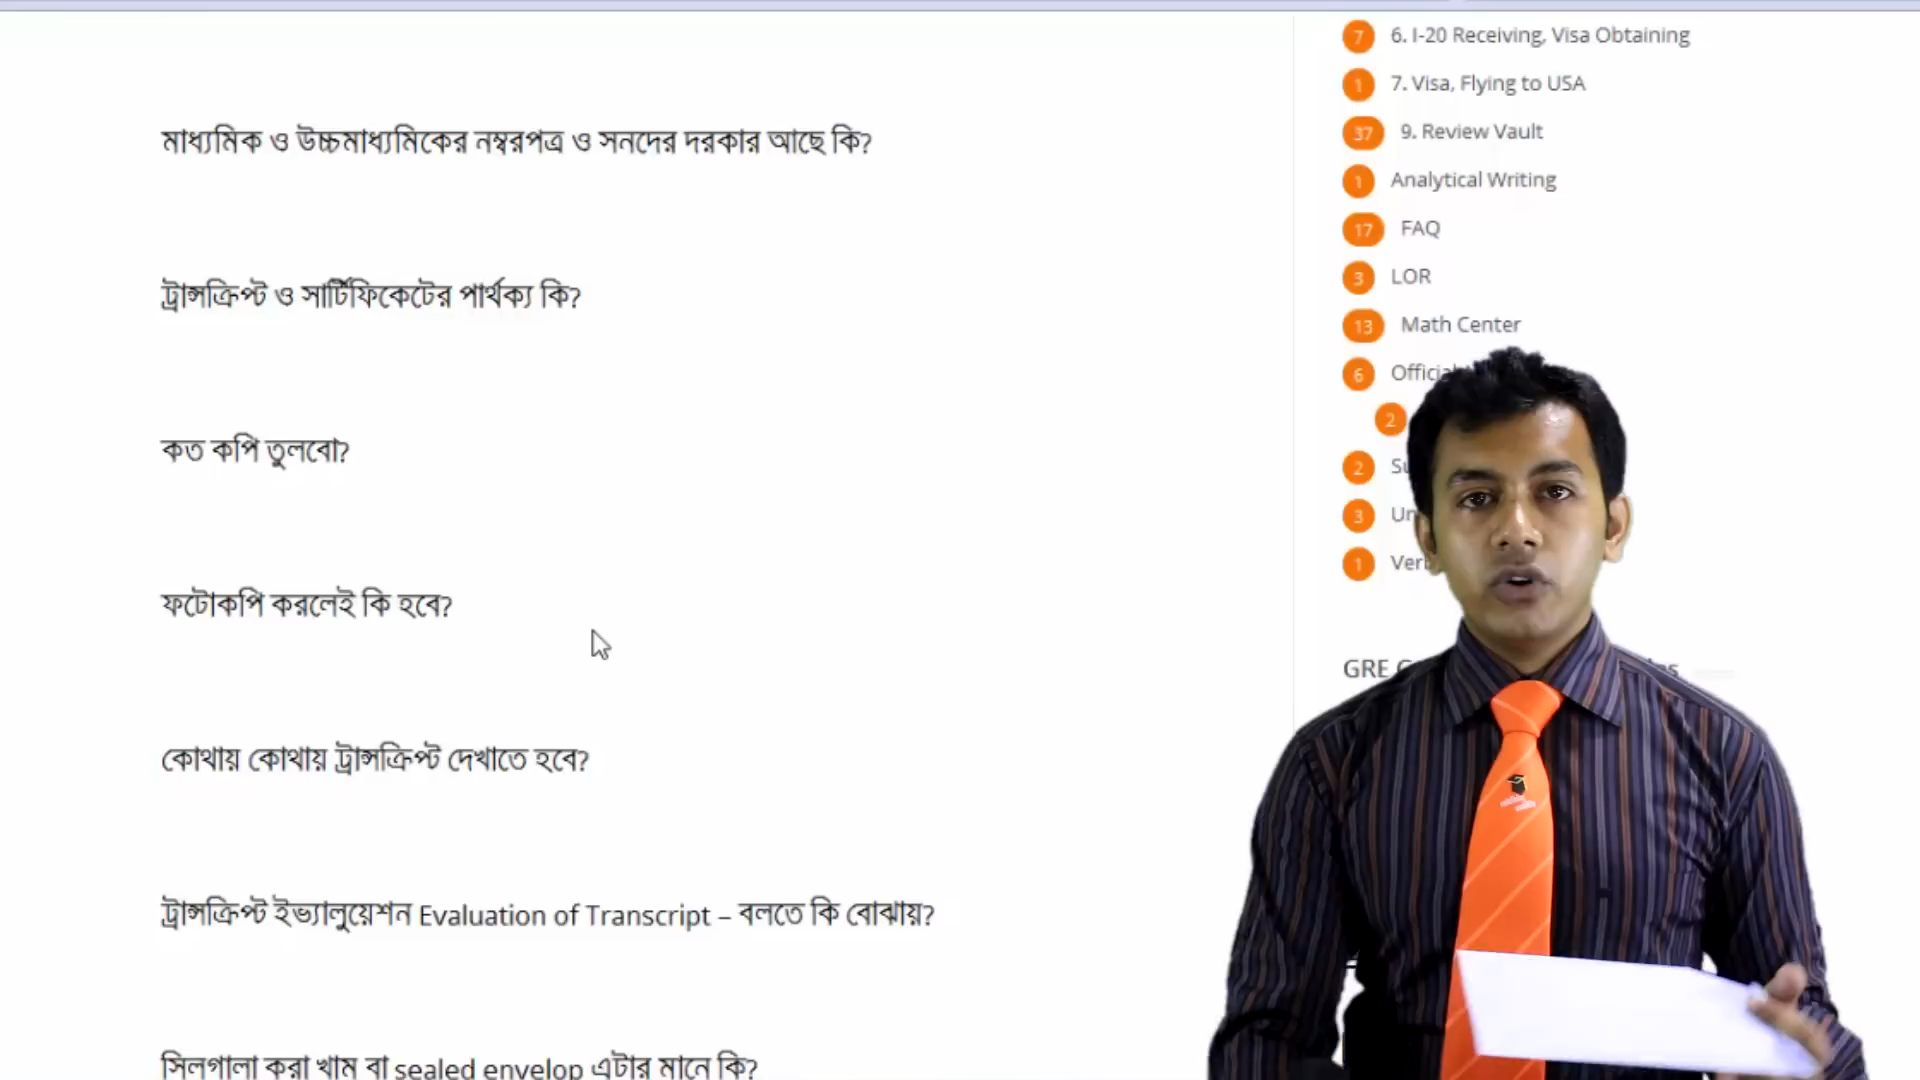 মাধ্যমিক ও উচ্চমাধ্যমিকের নম্বরপত্র ও সনদের দরকার আছে কি?
ট্রান্সক্রিপ্ট ও সার্টিফিকেটের পার্থক্য কি?
কত কপি তুলবো?
ফটোকপি করলেই কি হবে?
কোথায় কোথায় ট্রান্সক্রিপ্ট দেখাতে হবে?
ট্রান্সক্রিপ্ট ইভ্যালুয়েশন Evaluation of Transcript – বলতে কি বোঝায়?
সিলগালা করা খাম বা sealed envelop এটার মানে কি?
7 6. I-20 Receiving, Visa Obtaining
1 7. Visa, Flying to USA
37 9. Review Vault
1 Analytical Writing
17 FAQ
3 LOR
13 Math Center
6
2
2
3
1
GRE